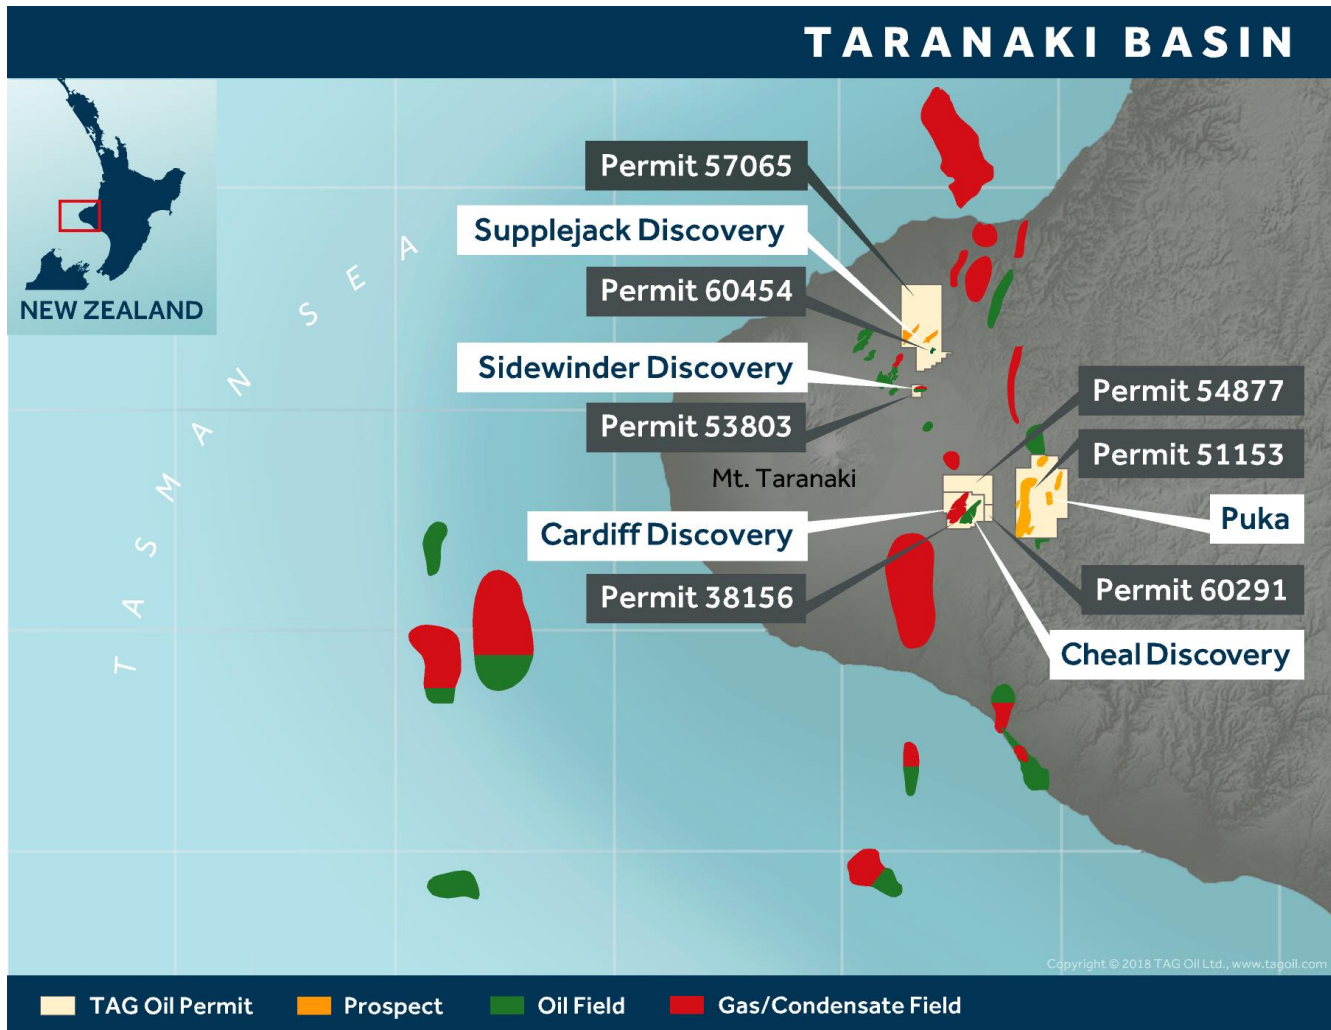 TARANAKI BASIN
NEW ZEALAND
TASMAN SEA
Permit 57065
Supplejack Discovery
Permit 60454
Sidewinder Discovery
Permit 53803
Mt. Taranaki
Cardiff Discovery
Permit 38156
Permit 54877
Permit 51153
Puka
Permit 60291
Cheal Discovery
Copyright © 2018 TAG Oil Ltd., www.tagoil.com
TAG Oil Permit
Prospect
Oil Field
Gas/Condensate Field